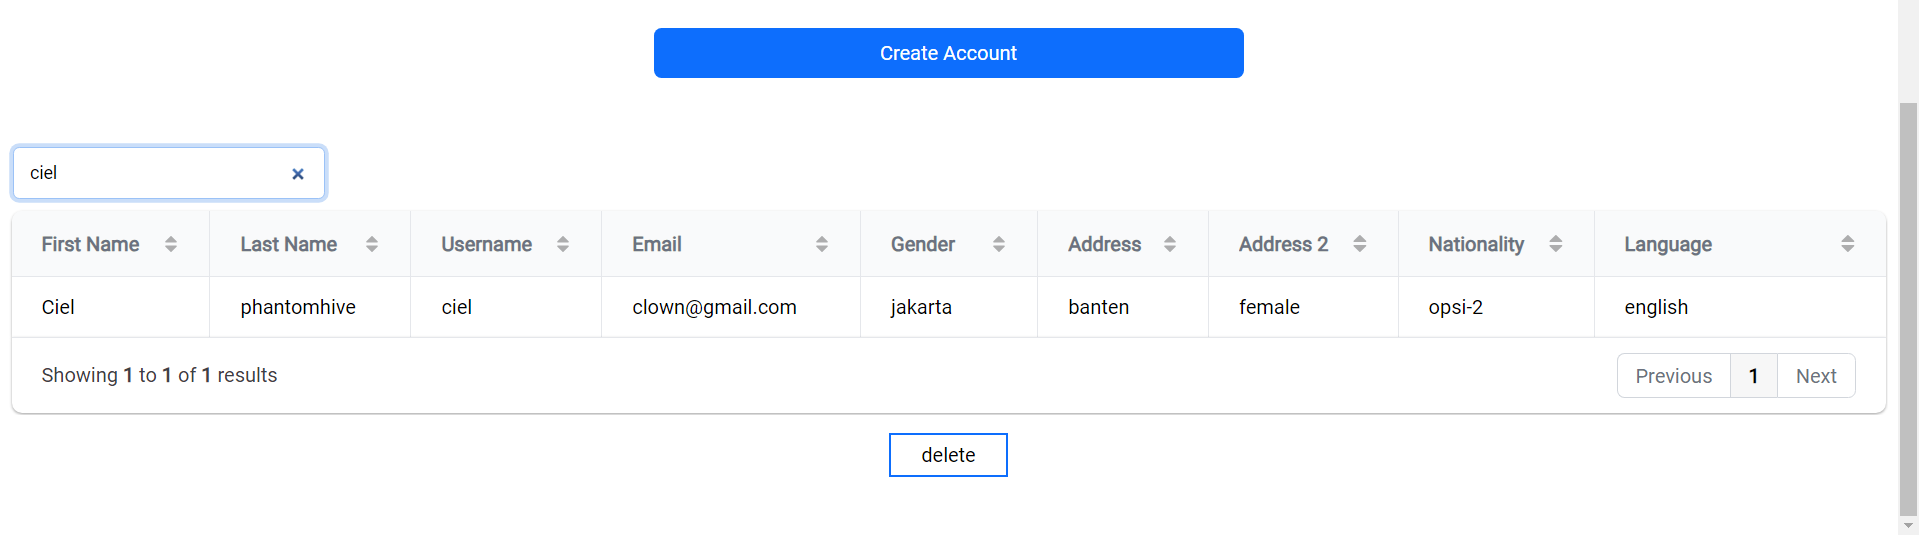 Create Account
ciel
First Name Last Name Username Email Gender Address Address 2 Nationality Language
Ciel phantomhive ciel clown@gmail.com jakarta banten female opsi-2 english
Showing 1 to 1 of 1 results Previous 1 Next
delete